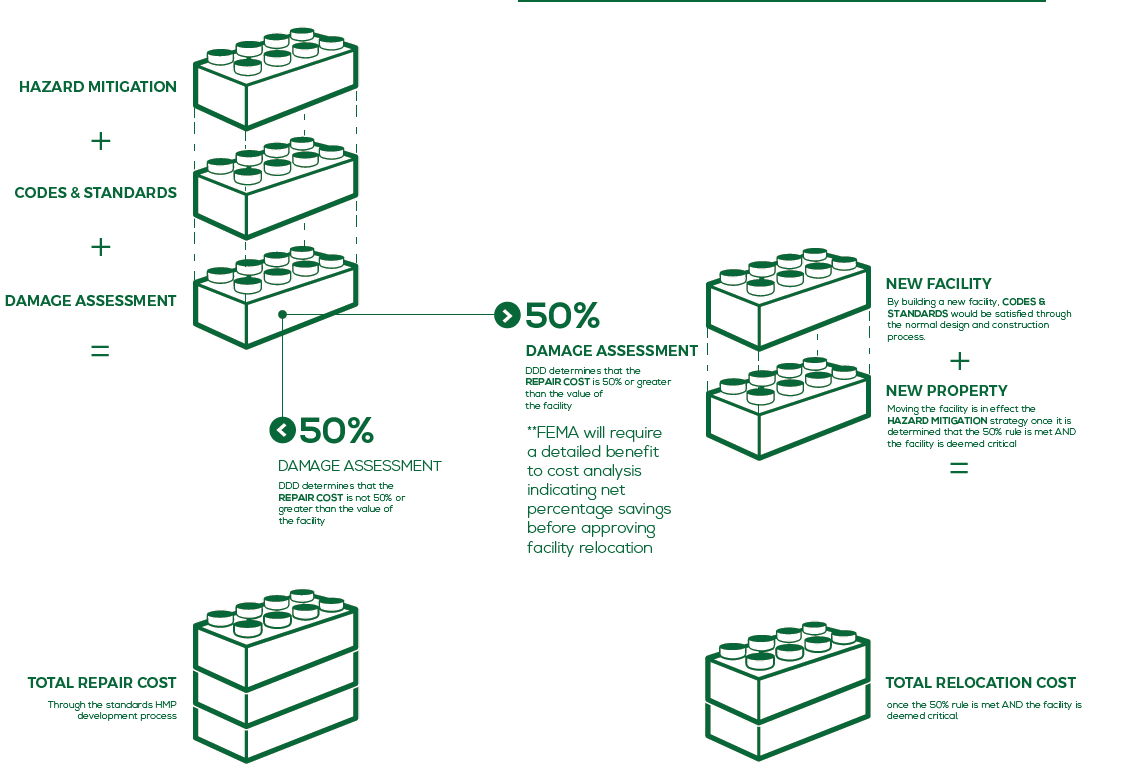 HAZARD MITIGATION
+
CODES & STANDARDS
+
DAMAGE ASSESSMENT
=
50%
DAMAGE ASSESSMENT
DDD determines that the
REPAIR COST is not 50% or
greater than the value of
the facility
50%
DAMAGE ASSESSMENT
DDD determines that the
REPAIR COST is 50% or greater
than the value of
the facility
**FEMA will require
a detailed benefit
to cost analysis
indicating net
percentage savings
before approving
facility relocation
NEW FACILITY
By building a new facility, CODES &
STANDARDS would be satisfied through
the normal design and construction
process.
+
NEW PROPERTY
Moving the facility is in effect the
HAZARD MITIGATION strategy once it is
determined that the 50% rule is met AND
the facility is deemed critical
=
TOTAL REPAIR COST
Through the standards HMP
development process
TOTAL RELOCATION COST
once the 50% rule is met AND the facility is
deemed critical